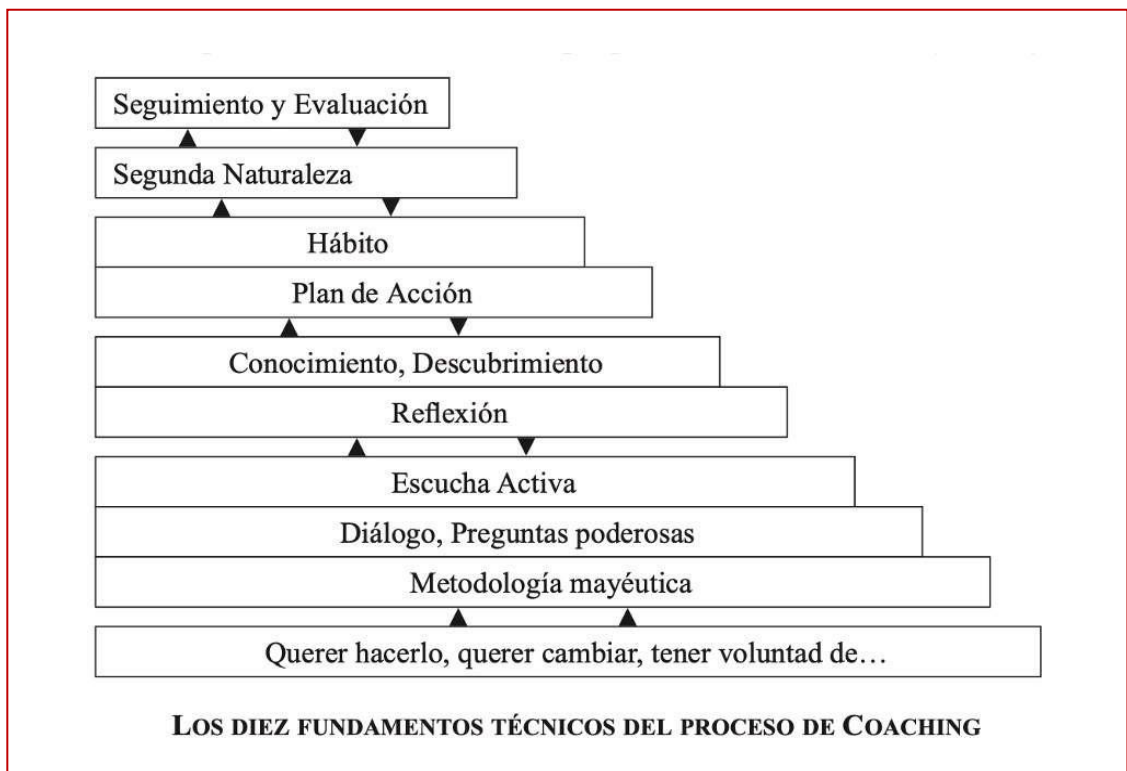 Seguimiento y Evaluación
Segunda Naturaleza
Hábito
Plan de Acción
Conocimiento, Descubrimiento
Reflexión
Escucha Activa
Diálogo, Preguntas poderosas
Metodología mayéutica
Querer hacerlo, querer cambiar, tener voluntad de…
LOS DIEZ FUNDAMENTOS TÉCNICOS DEL PROCESO DE COACHING